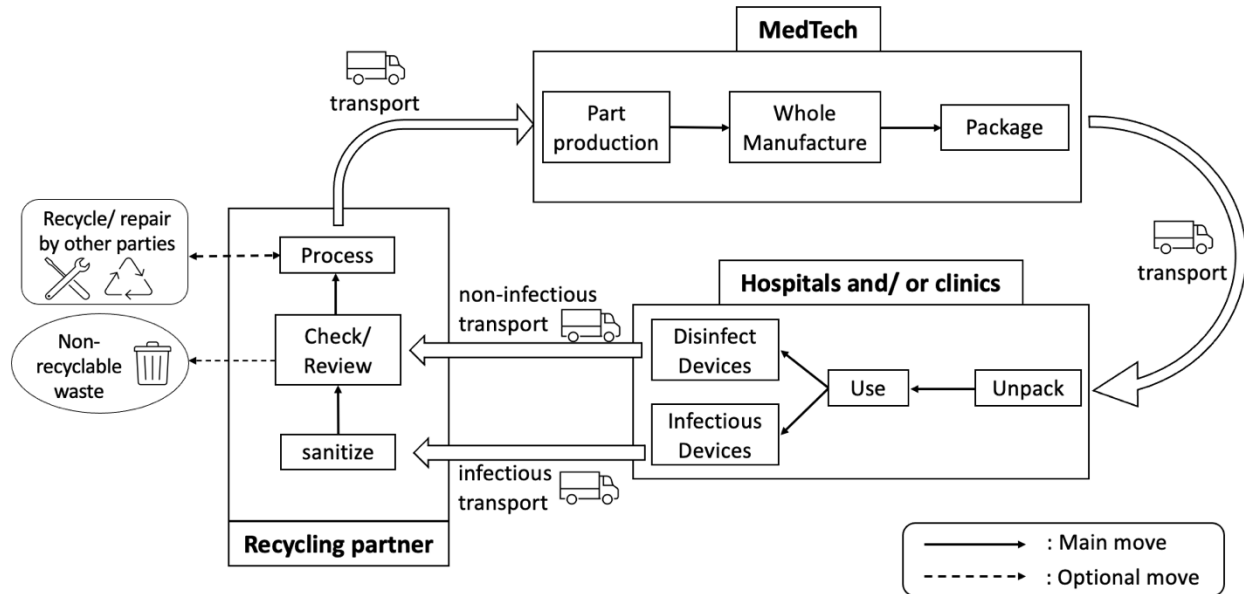 MedTech
transport
Part
production
Whole
Manufacture
Package
Recycle/ repair
by other parties
Process
transport
Hospitals and/ or clinics
non-infectious
transport
Non-
recyclable
waste
Check/
Review
Disinfect
Devices
Use
Unpack
Infectious
Devices
sanitize
infectious
transport
Recycling partner
: Main move
: Optional move